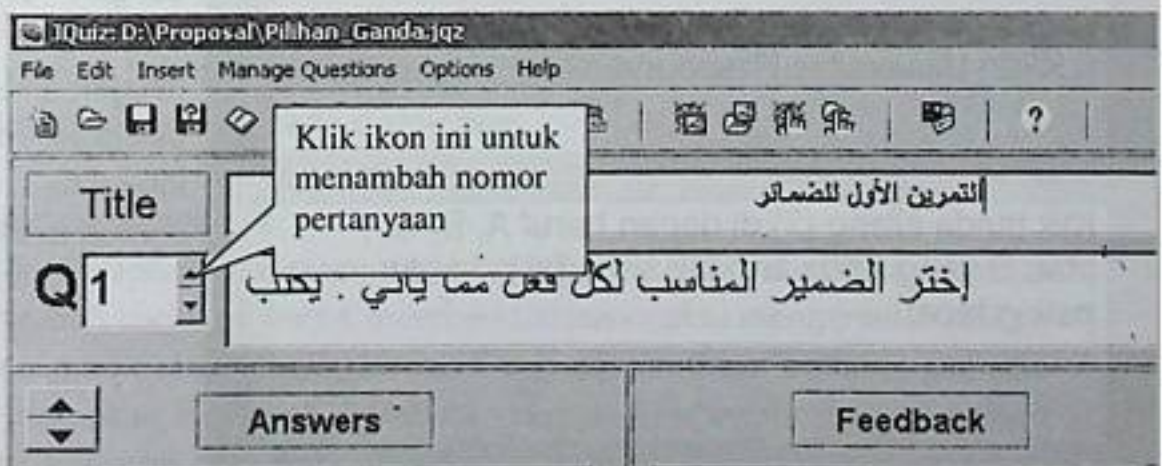 JQuiz: D:\Proposal\Pilihan_Ganda.jqz
File Edit Insert Manage Questions Options Help
?
Klik ikon ini untuk
menambah nomor
pertanyaan
Title
التمرين الأول للضمائر
Q 1
إختر الضمير المناسب لكل فعل مما يأتي : يكتب
Answers
Feedback